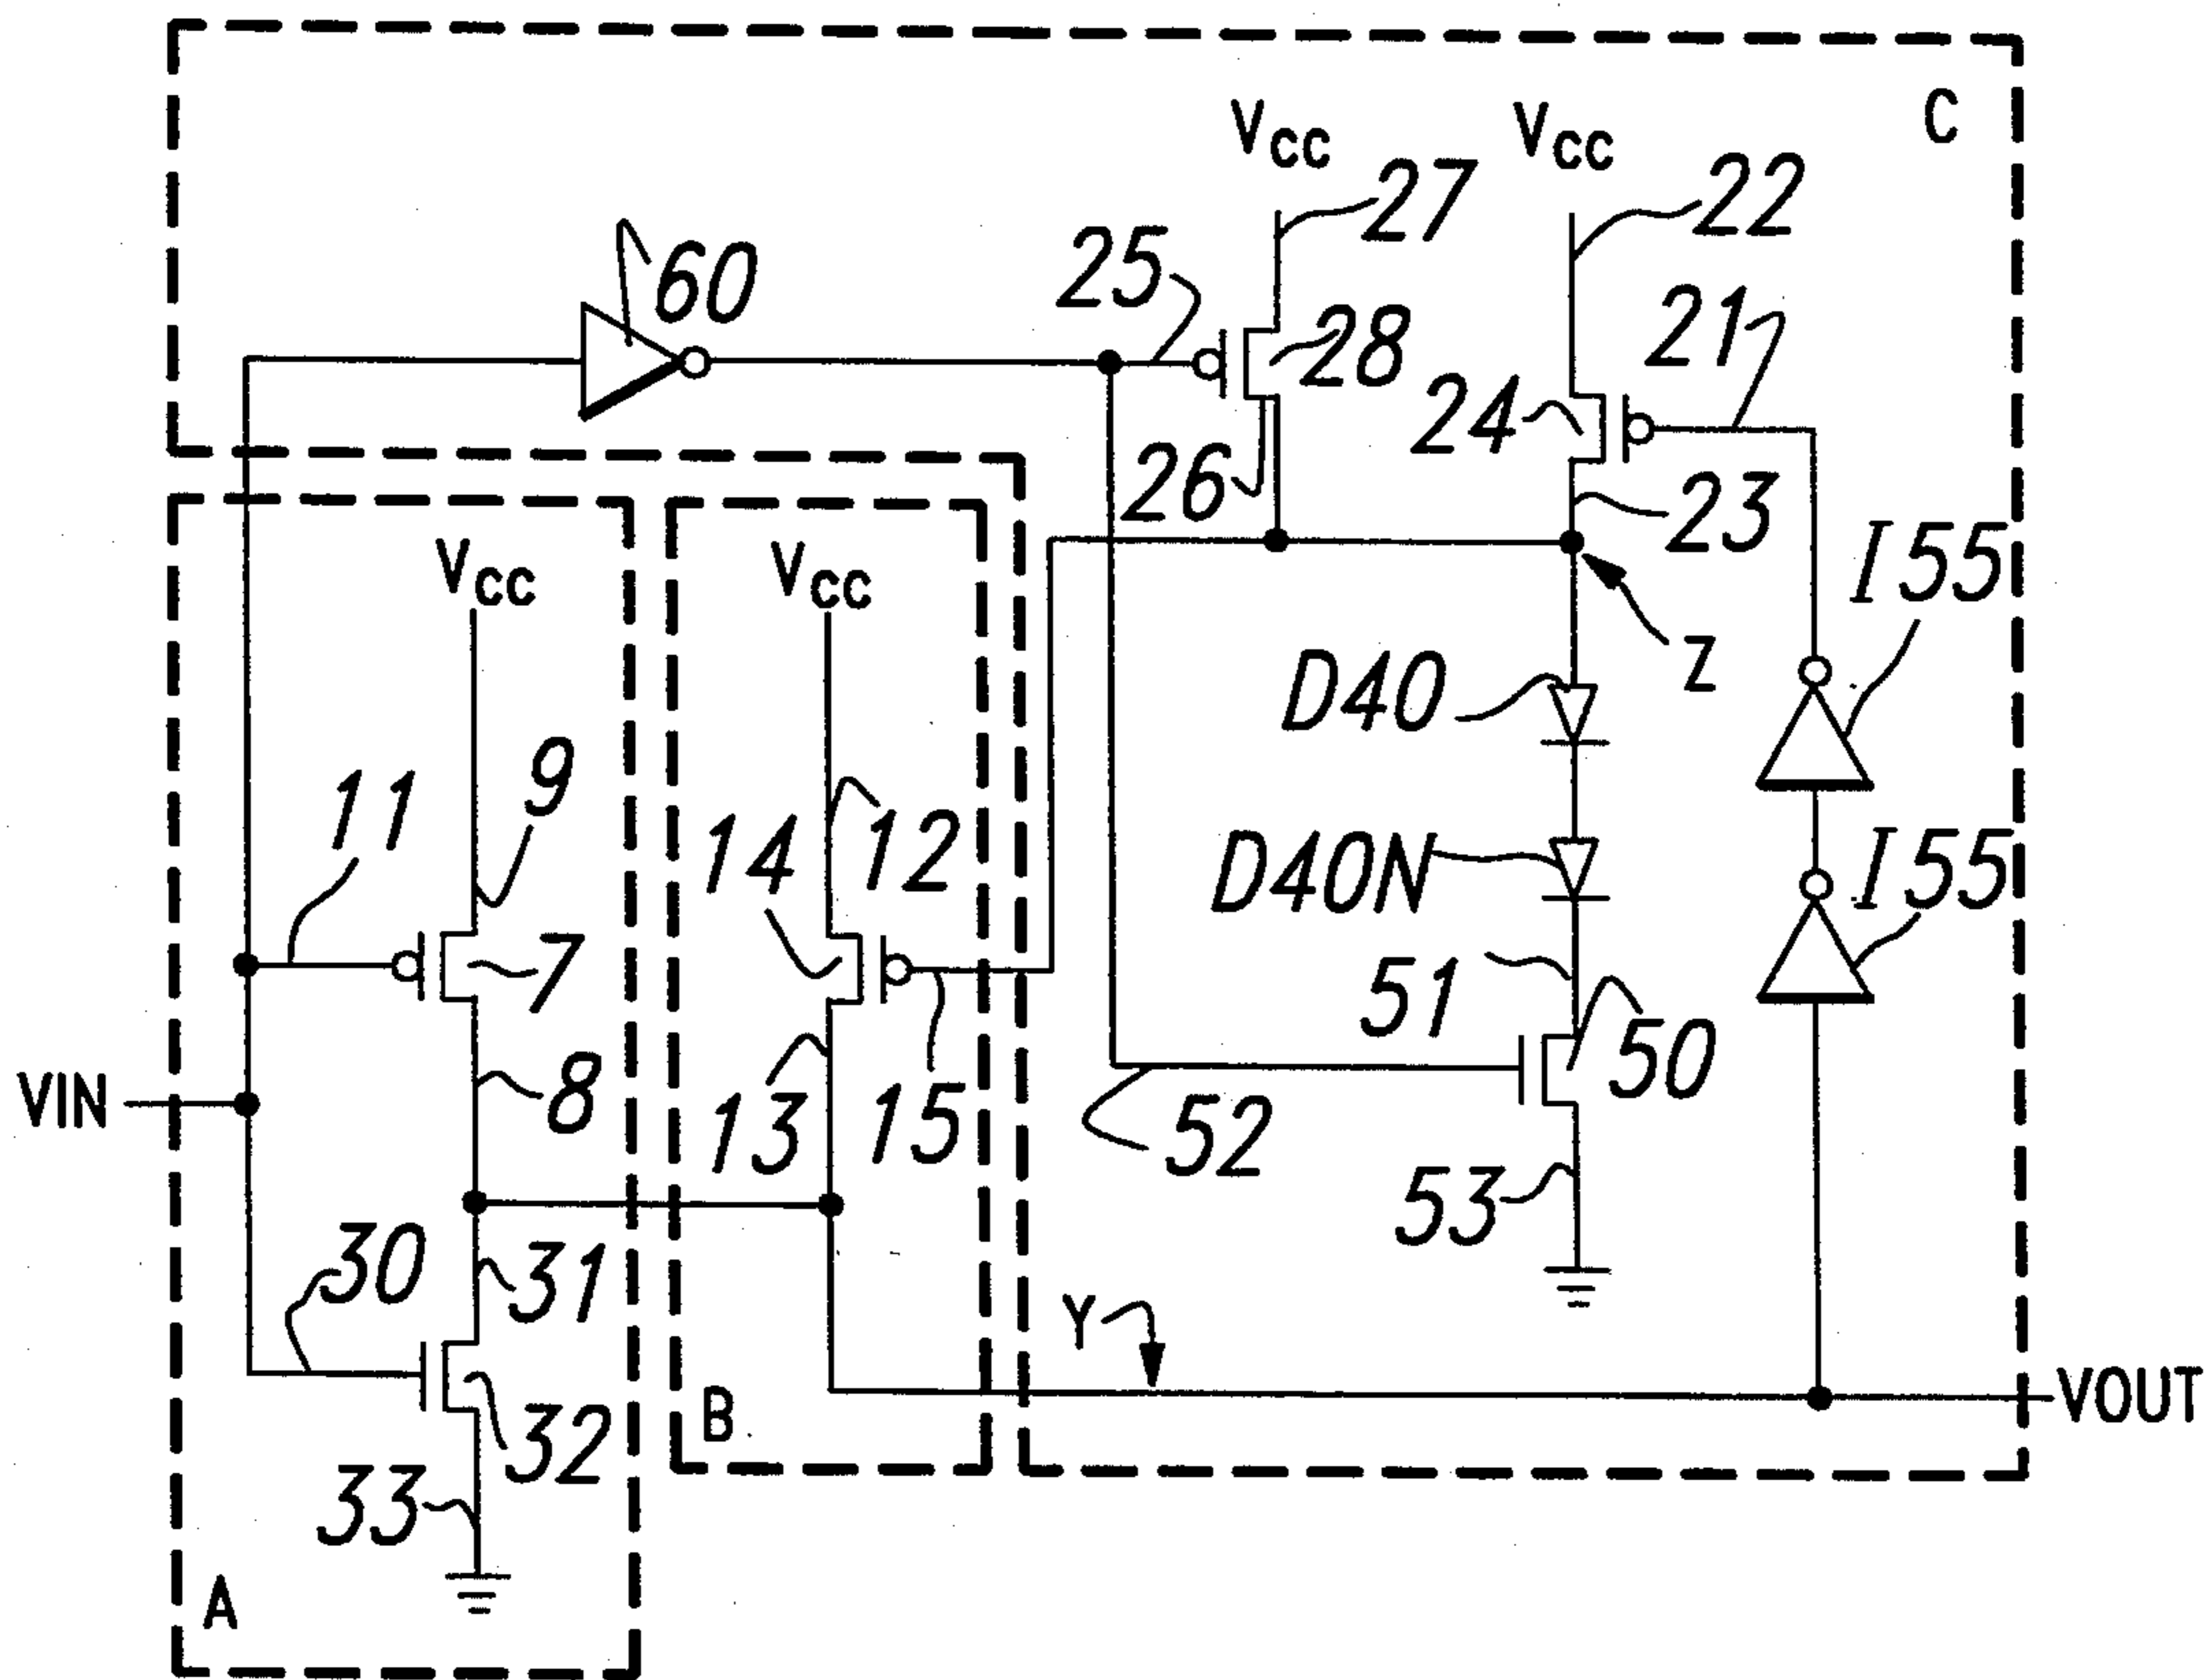 C
VCC VCC
27 22
60 25 28 21
24
26 23
VCC VCC I55
Z
D40
11 9 14 12 D40N I55
7
51 50
8 13 15 52
VIN
53
30 31 Y
32 B VOUT
33
A